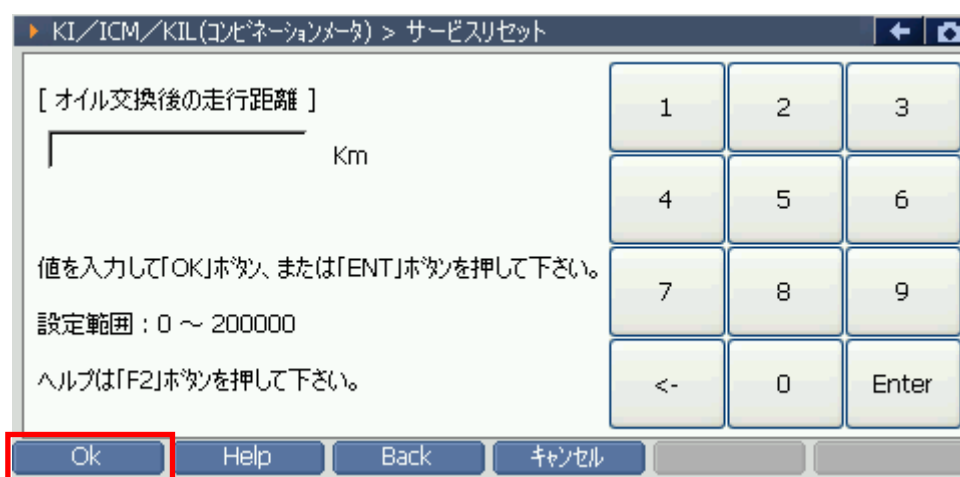 KI／ICM／KIL(ｺﾝﾋﾞﾈｰｼｮﾝﾒｰﾀ) > サービスリセット
[ オイル交換後の走行距離 ]
Km
値を入力して｢OK｣ﾎﾞﾀﾝ、または｢ENT｣ﾎﾞﾀﾝを押して下さい。
設定範囲：0 ～ 200000
ヘルプは｢F2｣ﾎﾞﾀﾝを押して下さい。
1 2 3
4 5 6
7 8 9
<- 0 Enter
Ok Help Back ｷｬﾝｾﾙ